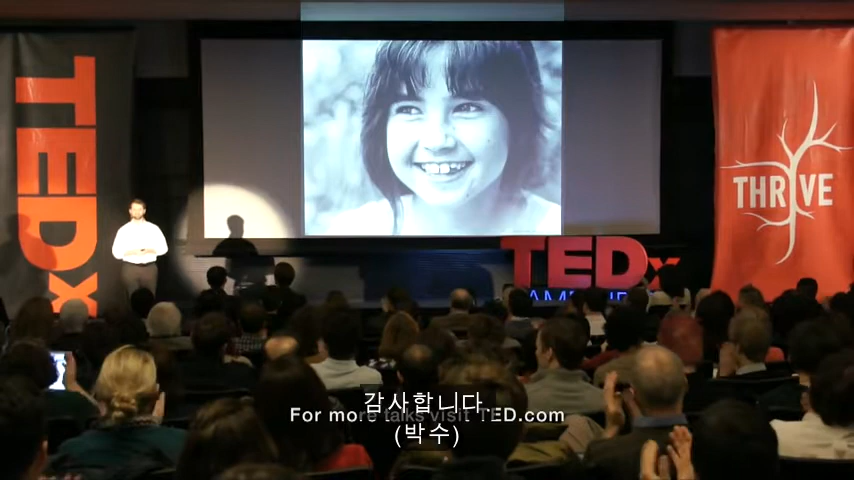 TEDx
THRIVE
TEDx
감사합니다.
For more talks visit TED.com
(박수)